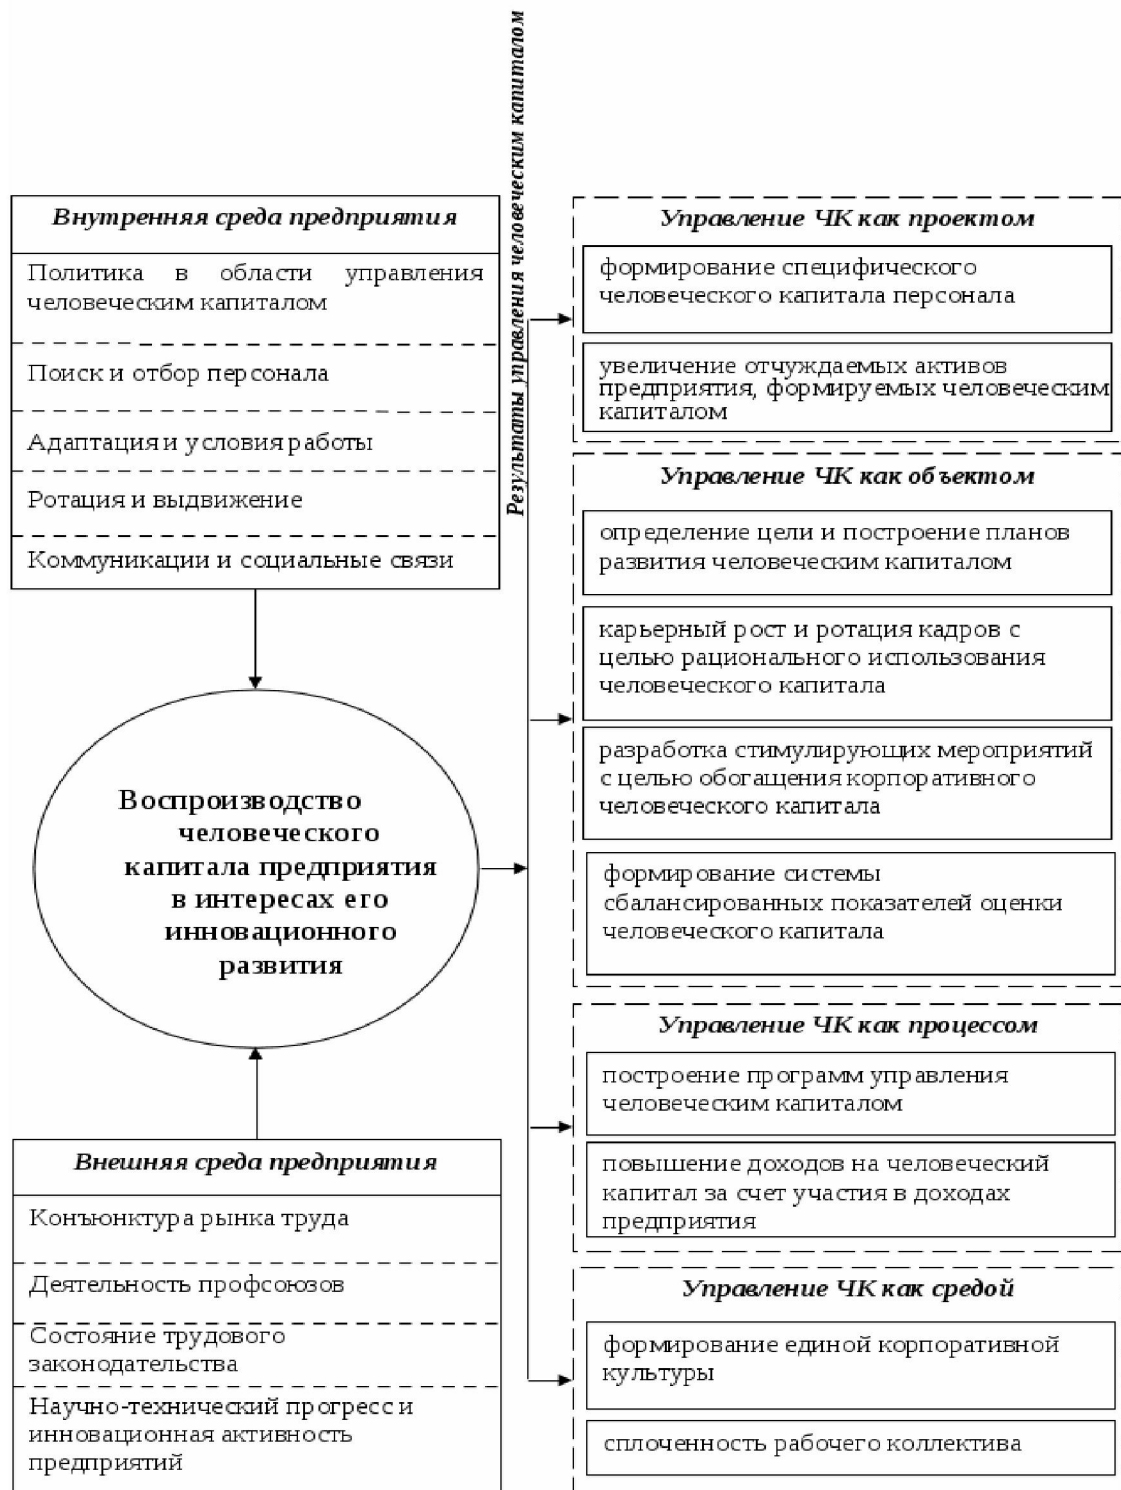 Результаты управления человеческим капиталом
Внутренняя среда предприятия
Политика в области управления
человеческим капиталом
Поиск и отбор персонала
Адаптация и условия работы
Ротация и выдвижение
Коммуникации и социальные связи
Воспроизводство
человеческого
капитала предприятия
в интересах его
инновационного
развития
Внешняя среда предприятия
Конъюнктура рынка труда
Деятельность профсоюзов
Состояние трудового
законодательства
Научно-технический прогресс и
инновационная активность
предприятий
Управление ЧК как проектом
формирование специфического
человеческого капитала персонала
увеличение отчуждаемых активов
предприятия, формируемых человеческим
капиталом
Управление ЧК как объектом
определение цели и построение планов
развития человеческим капиталом
карьерный рост и ротация кадров с
целью рационального использования
человеческого капитала
разработка стимулирующих мероприятий
с целью обогащения корпоративного
человеческого капитала
формирование системы
сбалансированных показателей оценки
человеческого капитала
Управление ЧК как процессом
построение программ управления
человеческим капиталом
повышение доходов на человеческий
капитал за счет участия в доходах
предприятия
Управление ЧК как средой
формирование единой корпоративной
культуры
сплоченность рабочего коллектива